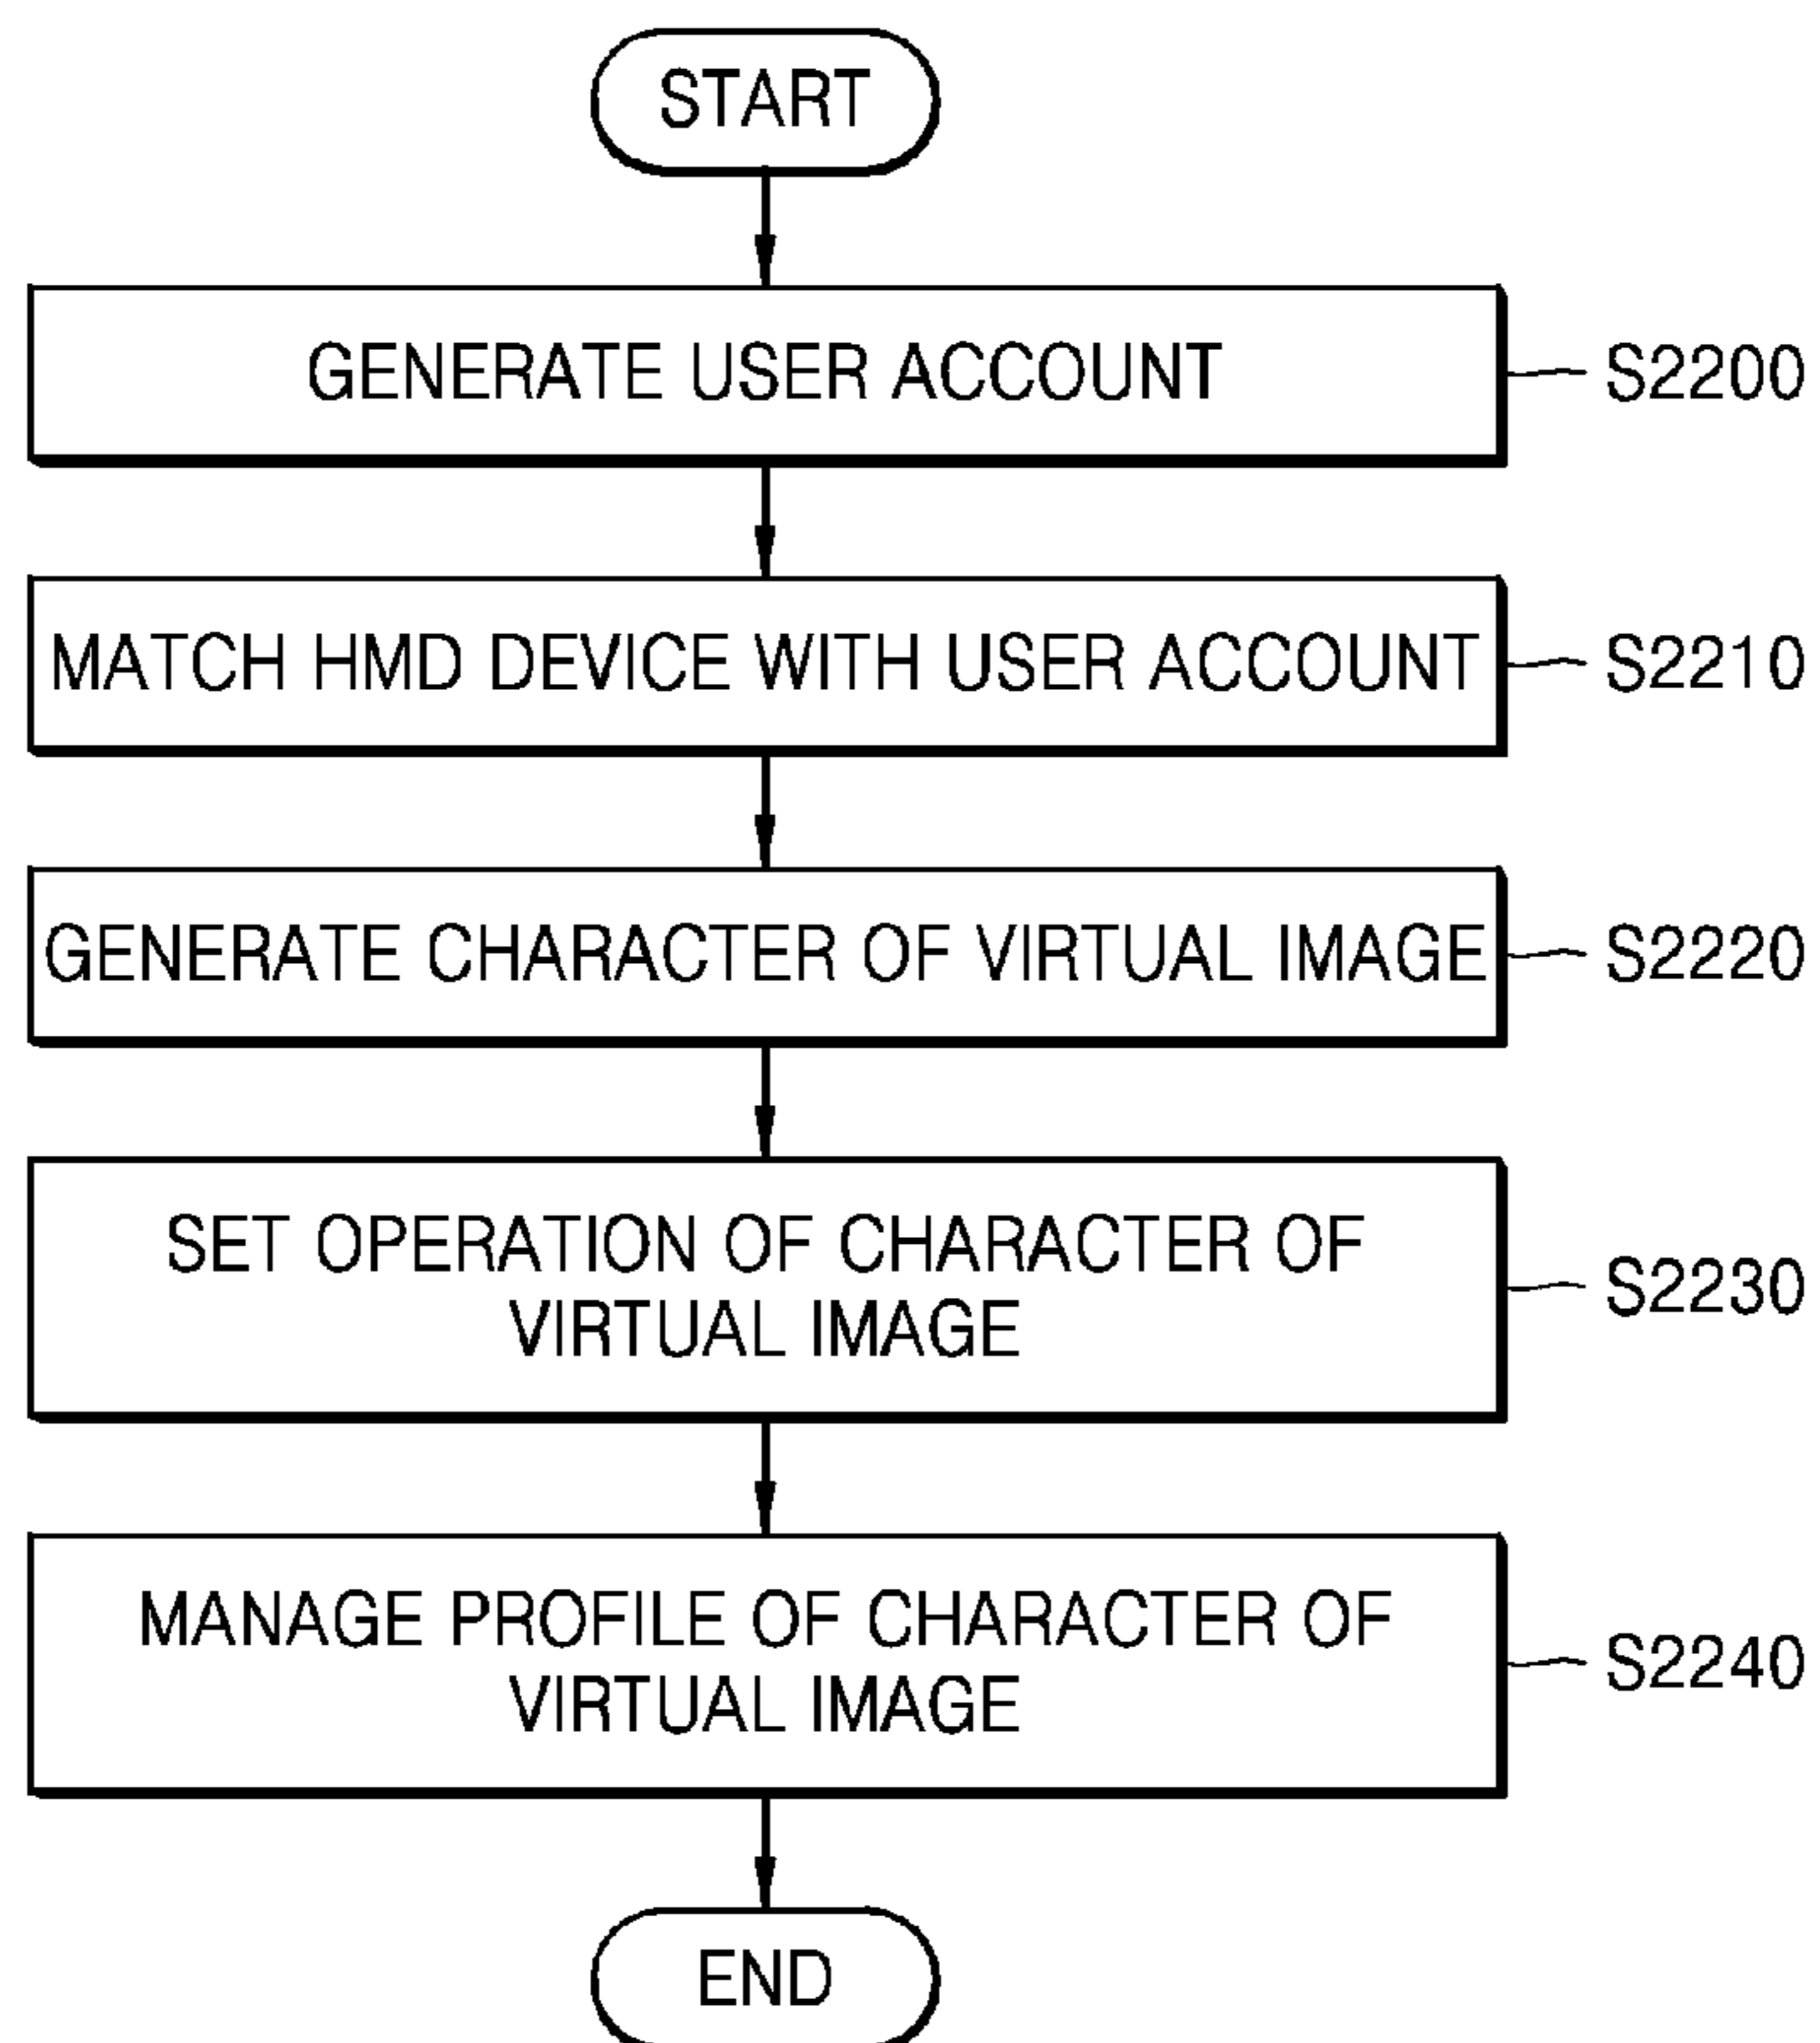 START
GENERATE USER ACCOUNT
S2200
MATCH HMD DEVICE WITH USER ACCOUNT
S2210
GENERATE CHARACTER OF VIRTUAL IMAGE
S2220
SET OPERATION OF CHARACTER OF
VIRTUAL IMAGE
S2230
MANAGE PROFILE OF CHARACTER OF
VIRTUAL IMAGE
S2240
END